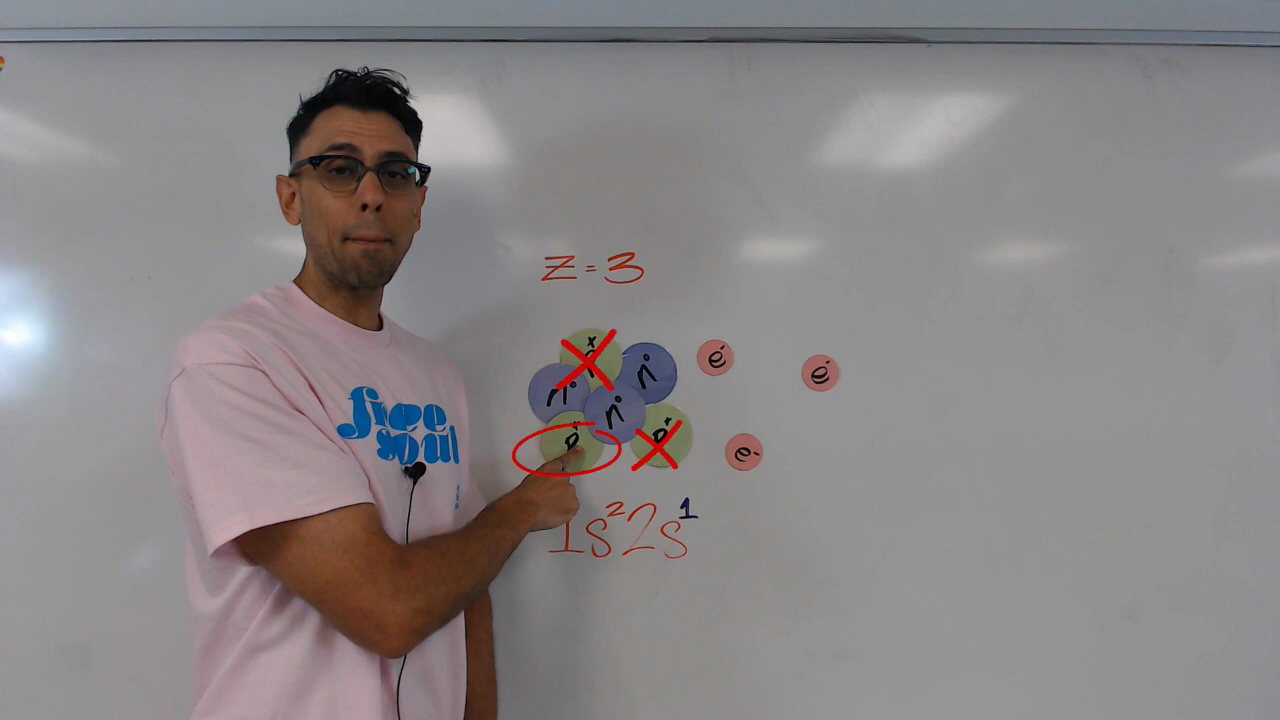 Z=3
p⁺ n°
e⁻ e⁻
n° n°
p⁺ p⁺ e⁻
free
soul
1s²2s¹